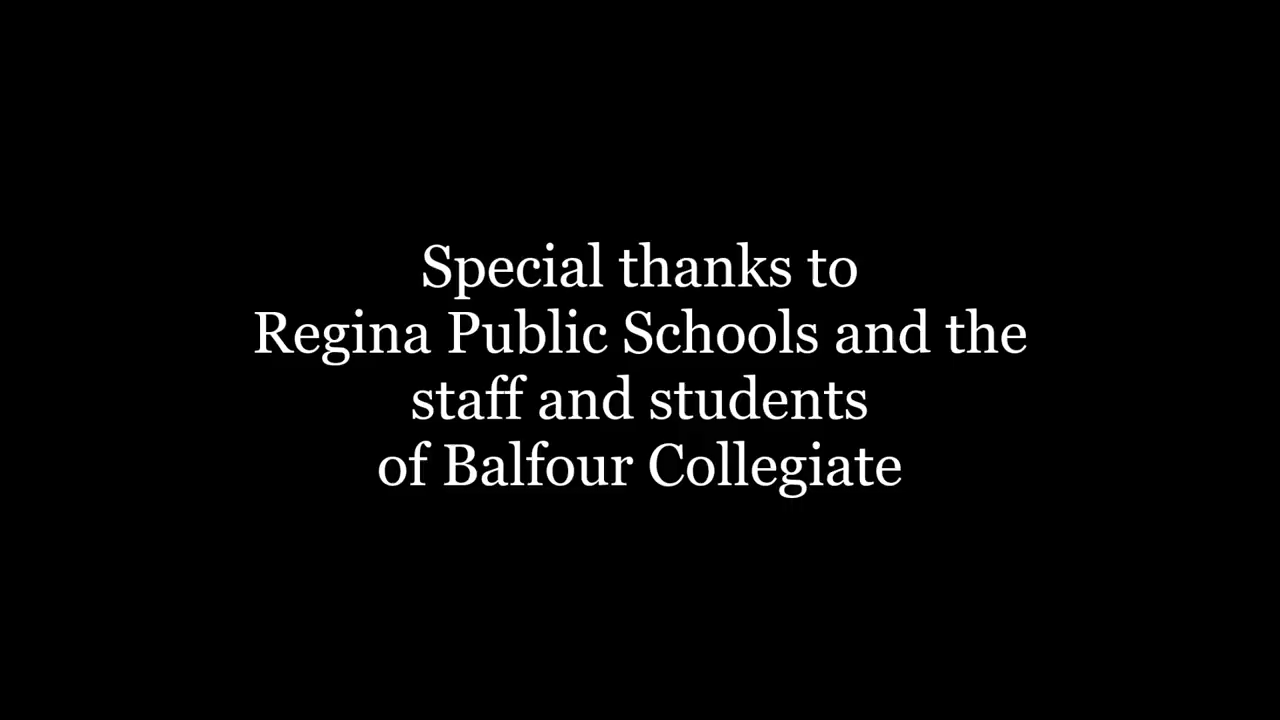 Special thanks to
Regina Public Schools and the
staff and students
of Balfour Collegiate